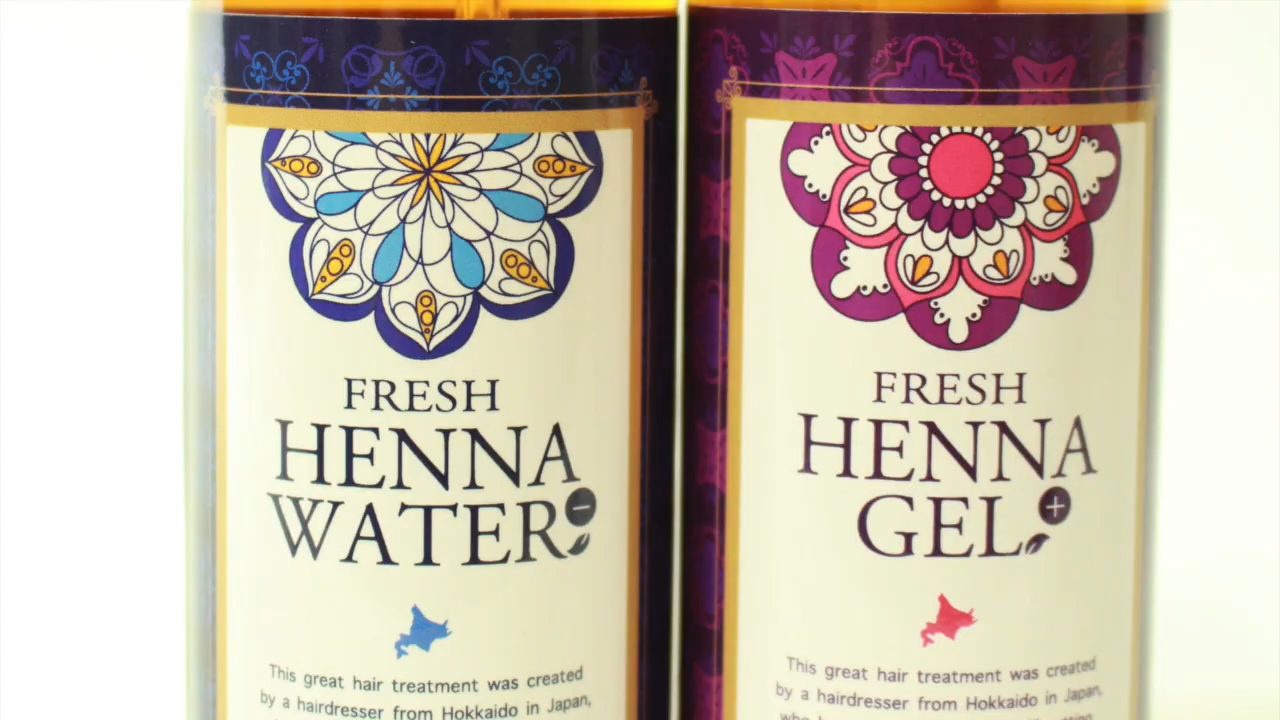 FRESH
HENNA
WATER
This great hair treatment was created
by a hairdresser from Hokkaido in Japan,
FRESH
HENNA
GEL
This great hair treatment was created
by a hairdresser from Hokkaido in Japan,